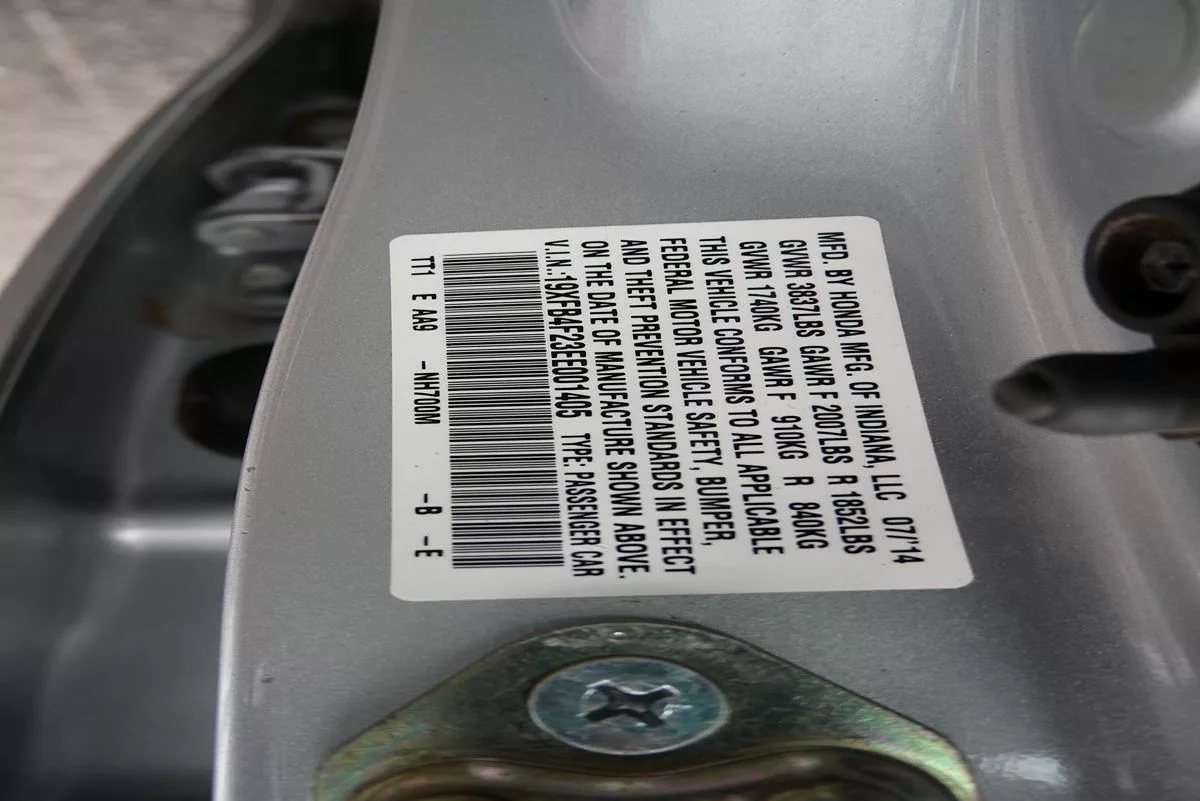 MFD. BY HONDA MFG. OF INDIANA, LLC 07/'14
GVWR 3837LBS GAWR F 2007LBS R 1852LBS
GVWR 1740KG GAWR F 910KG R 840KG
THIS VEHICLE CONFORMS TO ALL APPLICABLE
FEDERAL MOTOR VEHICLE SAFETY, BUMPER,
AND THEFT PREVENTION STANDARDS IN EFFECT
ON THE DATE OF MANUFACTURE SHOWN ABOVE.
V.I.N.:19XFB4F23EE001405 TYPE: PASSENGER CAR
TT1 E AA9 -NH700M -B -E